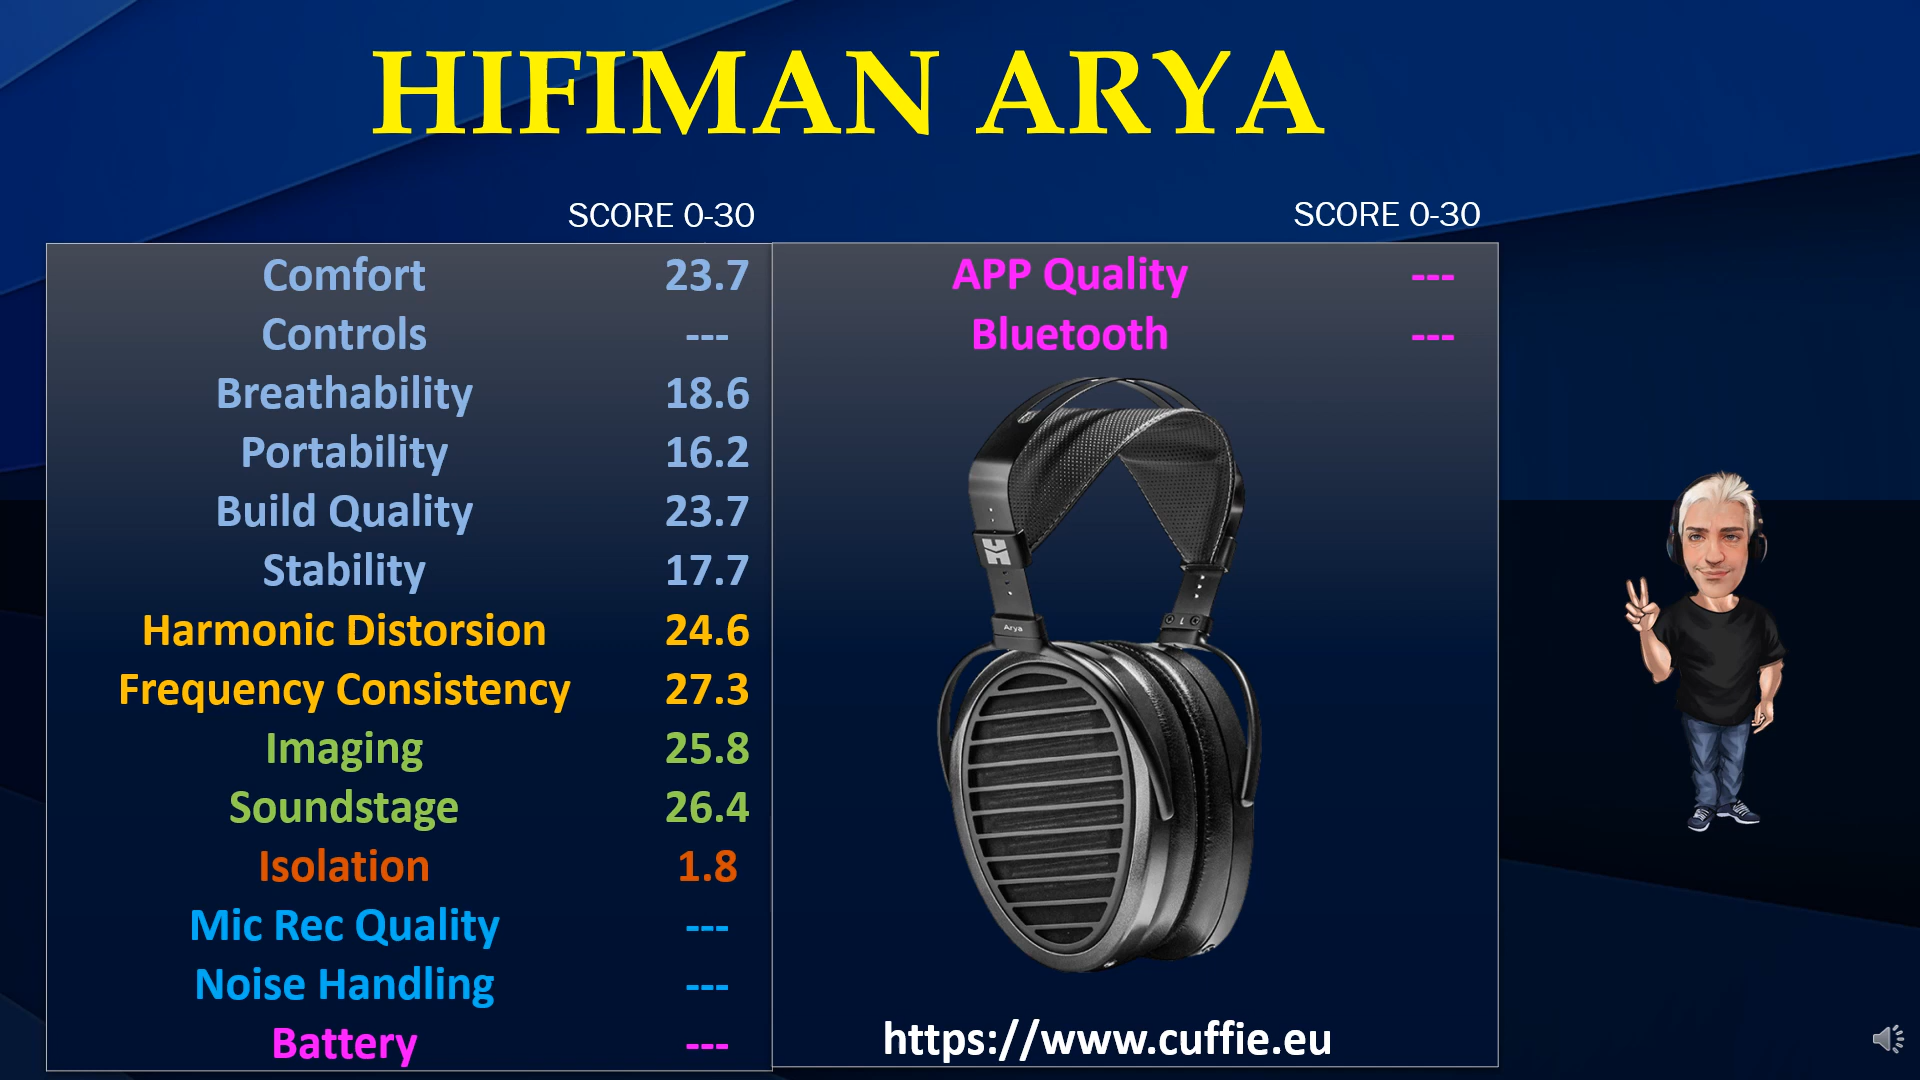 HIFIMAN ARYA
SCORE 0-30
SCORE 0-30
Comfort 23.7
Controls ---
Breathability 18.6
Portability 16.2
Build Quality 23.7
Stability 17.7
Harmonic Distorsion 24.6
Frequency Consistency 27.3
Imaging 25.8
Soundstage 26.4
Isolation 1.8
Mic Rec Quality ---
Noise Handling ---
Battery ---
APP Quality ---
Bluetooth ---
Arya
L
https://www.cuffie.eu